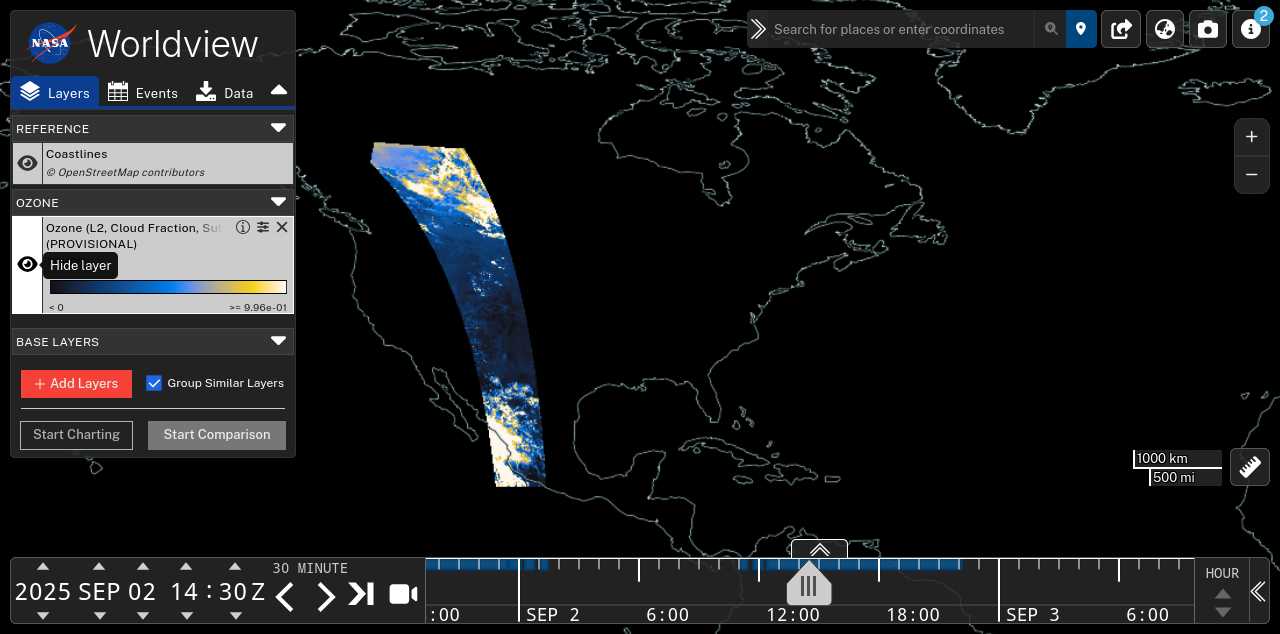 NASA
Worldview
Layers
Events
Data
REFERENCE
Coastlines
© OpenStreetMap contributors
OZONE
Ozone (L2, Cloud Fraction, Su
(PROVISIONAL)
Hide layer
< 0
>= 9.96e-01
BASE LAYERS
+ Add Layers
Group Similar Layers
Start Charting
Start Comparison
Search for places or enter coordinates
2
+
−
1000 km
500 mi
2025 SEP 02 14 : 30 Z
30 MINUTE
:00
SEP 2
6:00
12:00
18:00
SEP 3
6:00
HOUR